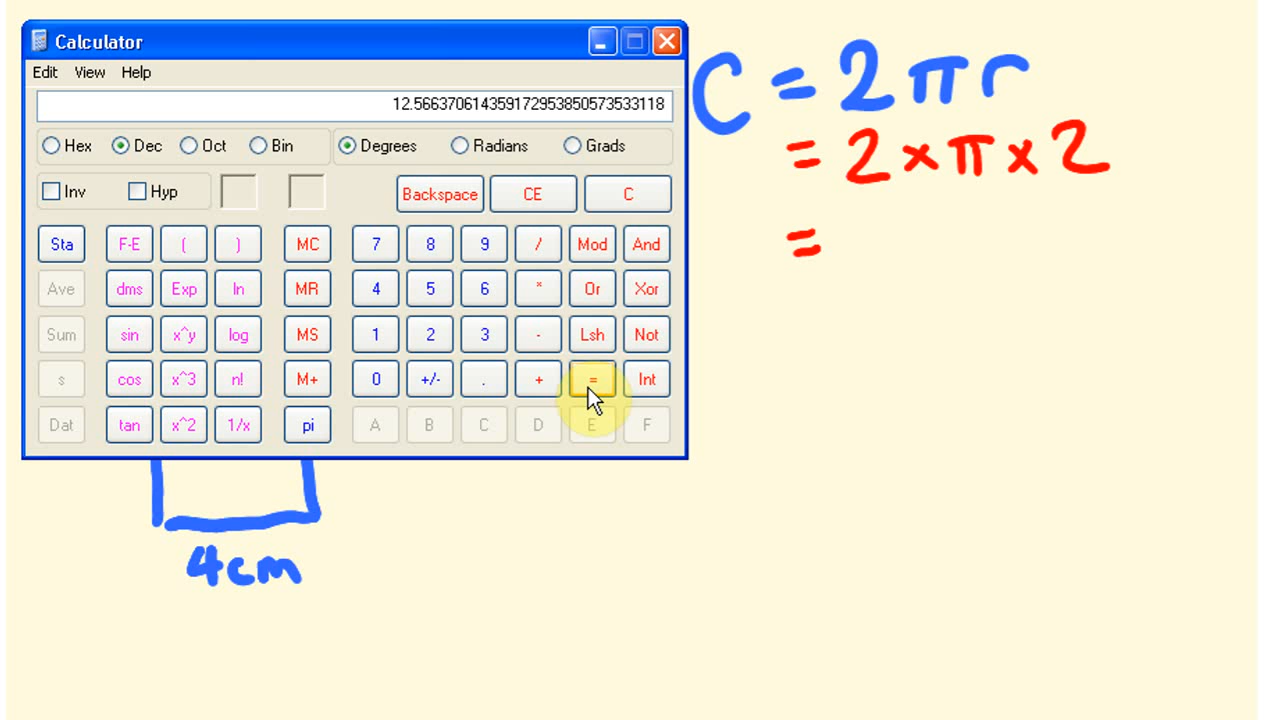 Calculator
Edit View Help
12.566370614359172953850573533118
Hex Dec Oct Bin Degrees Radians Grads
Inv Hyp Backspace CE C
Sta F-E ( ) MC 7 8 9 / Mod And
Ave dms Exp ln MR 4 5 6 * Or Xor
Sum sin x^y log MS 1 2 3 - Lsh Not
s cos x^3 n! M+ 0 +/- . + = Int
Dat tan x^2 1/x pi A B C D E F
C = 2πr
= 2×π×2
=
4cm